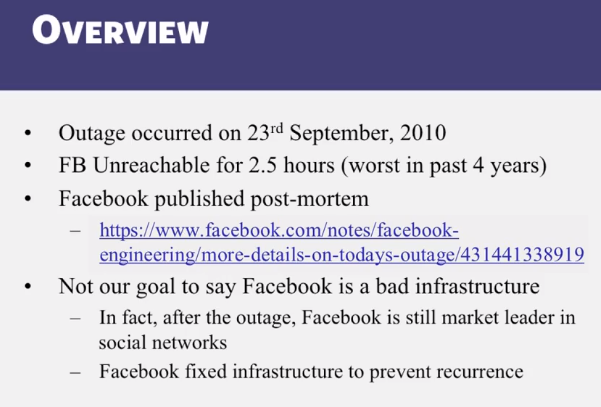 OVERVIEW
• Outage occurred on 23rd September, 2010
• FB Unreachable for 2.5 hours (worst in past 4 years)
• Facebook published post-mortem
– https://www.facebook.com/notes/facebook-
engineering/more-details-on-todays-outage/431441338919
• Not our goal to say Facebook is a bad infrastructure
– In fact, after the outage, Facebook is still market leader in
social networks
– Facebook fixed infrastructure to prevent recurrence